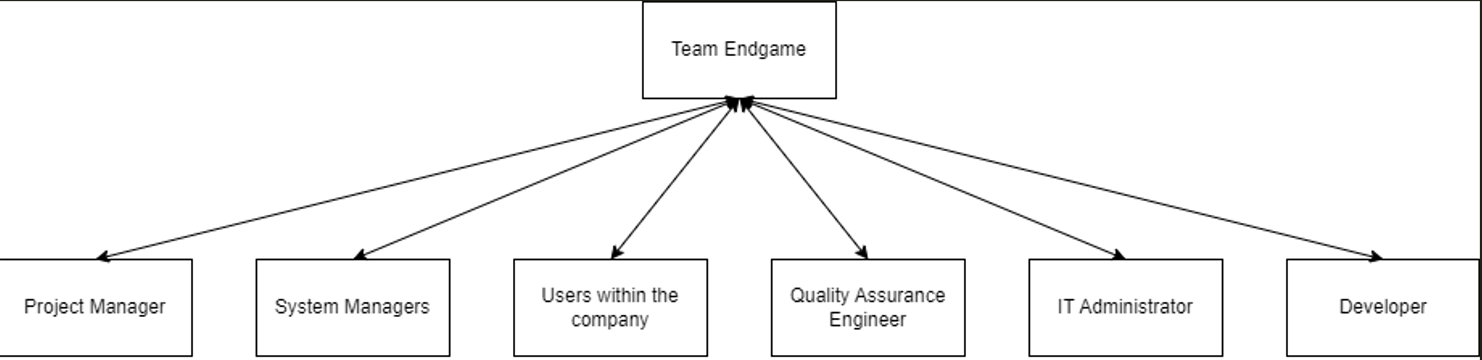 Team Endgame
Project Manager
System Managers
Users within the
company
Quality Assurance
Engineer
IT Administrator
Developer